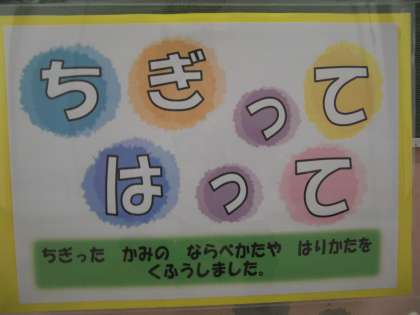 ちぎって
はって
ちぎった　かみの　ならべかたや　はりかたを
くふうしました。